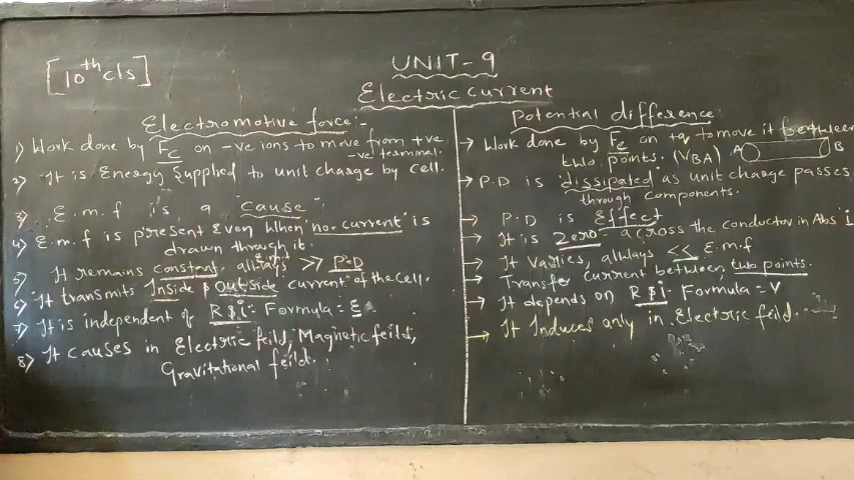 [10th cls]
UNIT-9
Electric current
Electromotive force:-
1) Work done by Fc on -ve ions to move from +ve
-ve terminal.
2) It is Energy Supplied to unit charge by cell.
3) E.m.f is a "cause".
4) E.m.f is present Even when "no-current" is
drawn through it.
5) It remains constant, allways >> P.D
6) It transmits Inside & Outside current of the Cell.
7) It is independent of R & i. Formula = ε
8) It causes in Electric feild, Magnetic feild,
Gravitational feild.
Potential difference:
→ Work done by Fe on +q to move it between
two points. (VBA) A B
→ P.D is "dissipated" as unit charge passes
through components.
→ P.D is Effect
→ It is Zero - across the conductor in Abs i
→ It Varies, allways << E.m.f
→ Transfer Current between two points.
→ It depends on R & i. Formula = V
→ It Induces only in Electric feild.